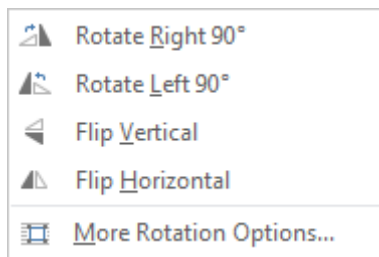 Rotate Right 90°
Rotate Left 90°
Flip Vertical
Flip Horizontal
More Rotation Options...